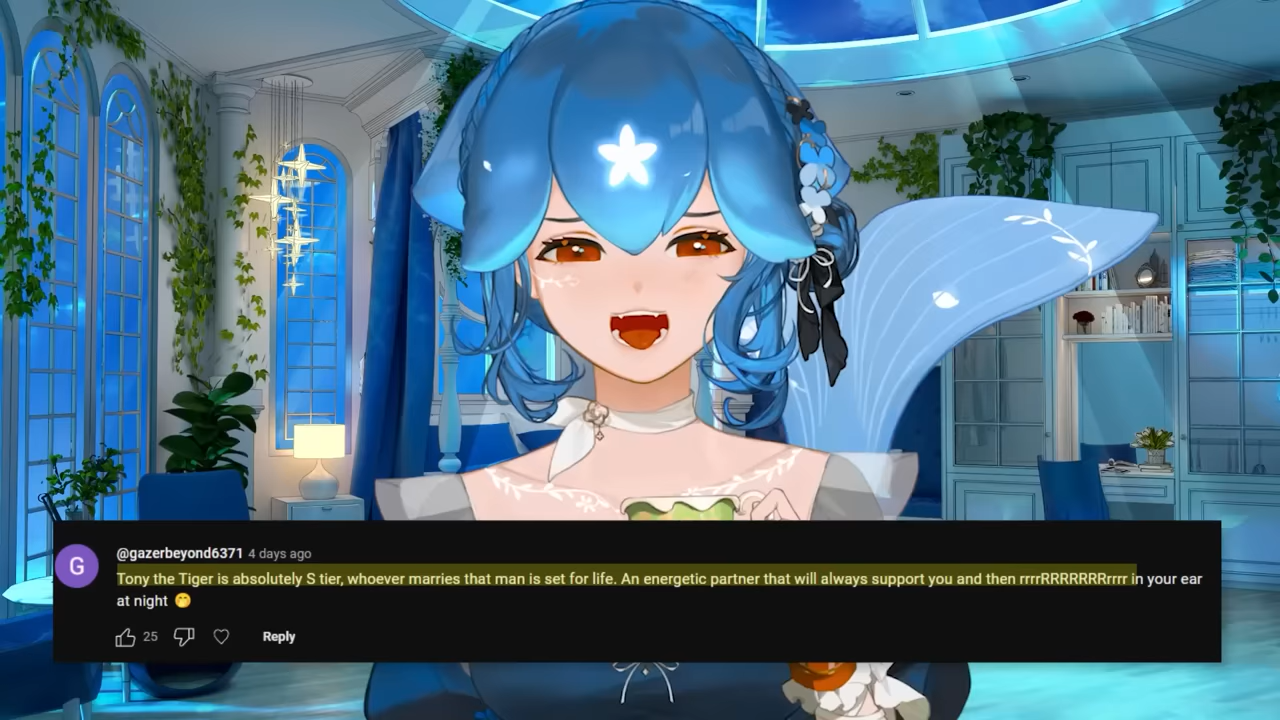 G
@gazerbeyond6371 4 days ago
Tony the Tiger is absolutely S tier, whoever marries that man is set for life. An energetic partner that will always support you and then rrrrRRRRRRRrrrr in your ear
at night 🤭
25 Reply